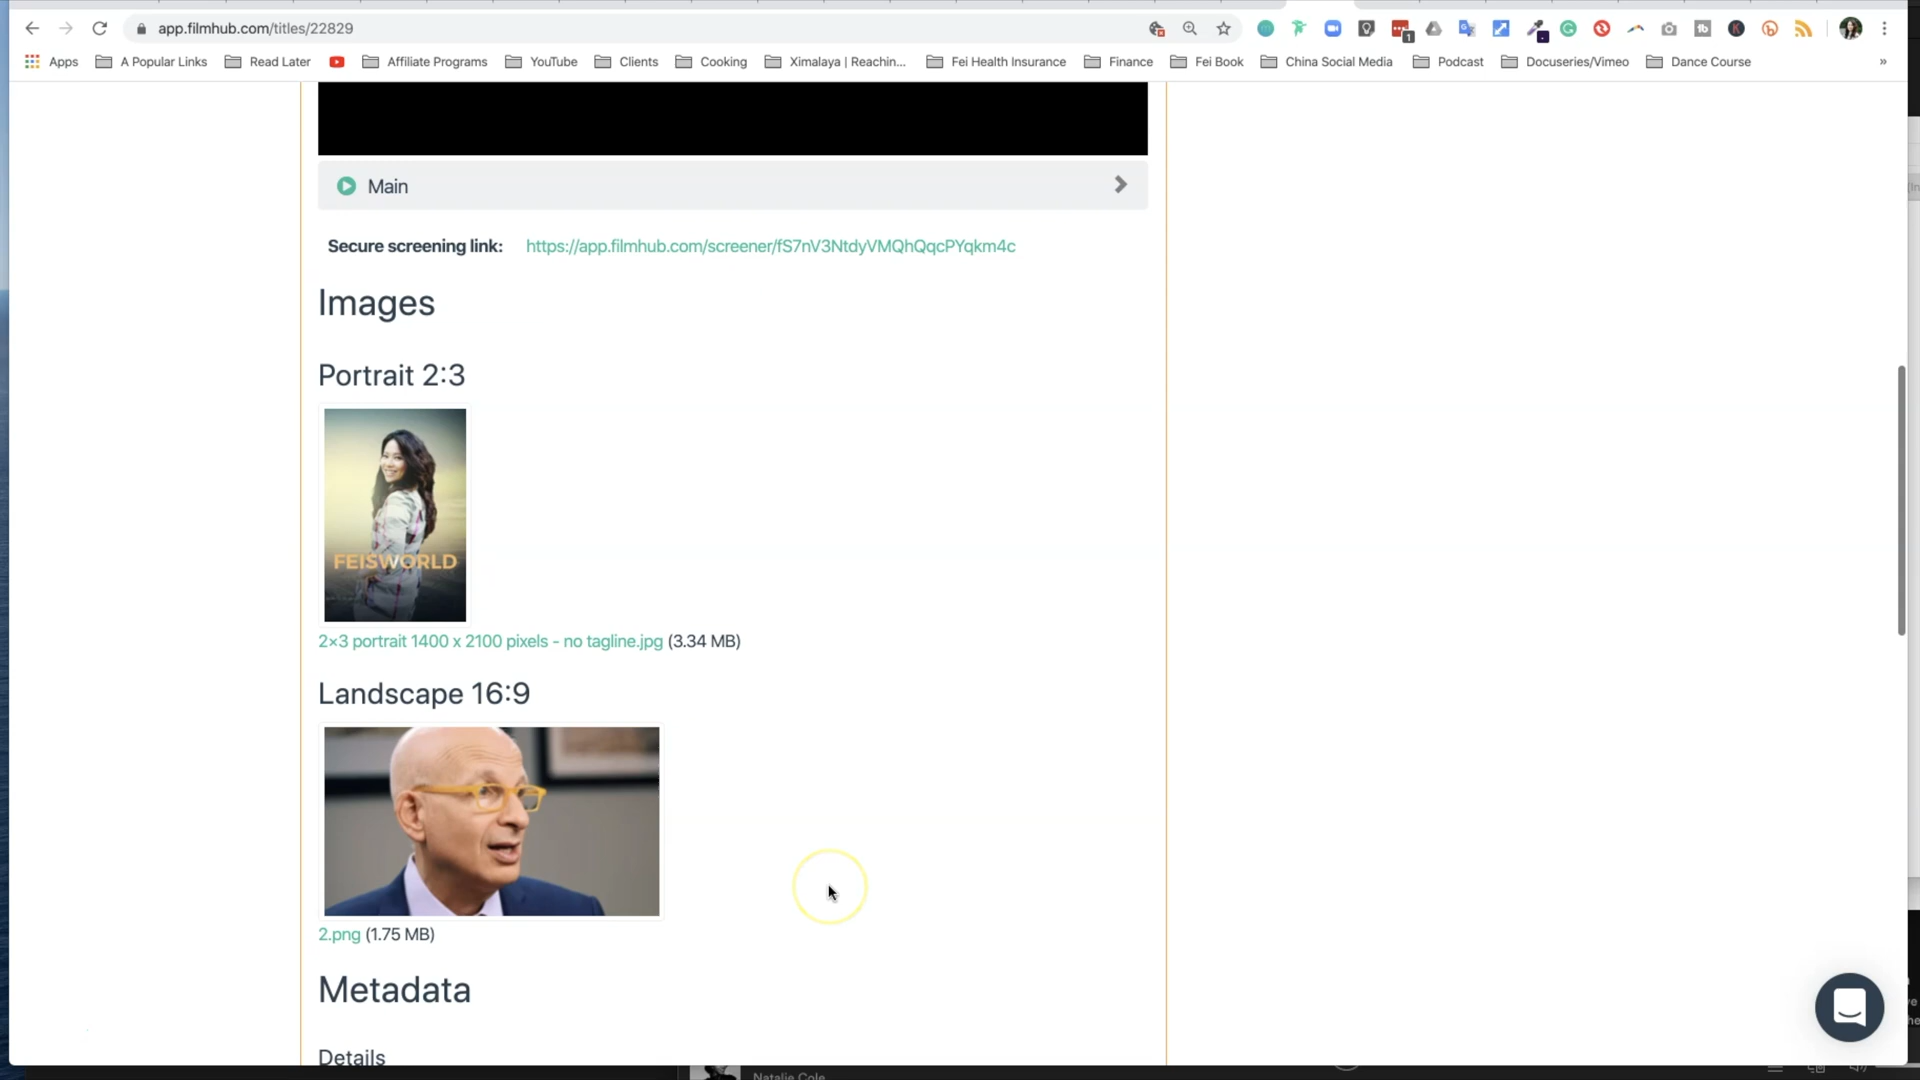 app.filmhub.com/titles/22829
Apps A Popular Links Read Later Affiliate Programs YouTube Clients Cooking Ximalaya | Reachin... Fei Health Insurance Finance Fei Book China Social Media Podcast Docuseries/Vimeo Dance Course »
Main
Secure screening link: https://app.filmhub.com/screener/fS7nV3NtdyVMQhQqcPYqkm4c
Images
Portrait 2:3
FEISWORLD
2×3 portrait 1400 x 2100 pixels - no tagline.jpg (3.34 MB)
Landscape 16:9
2.png (1.75 MB)
Metadata
Details
Natalie Cole